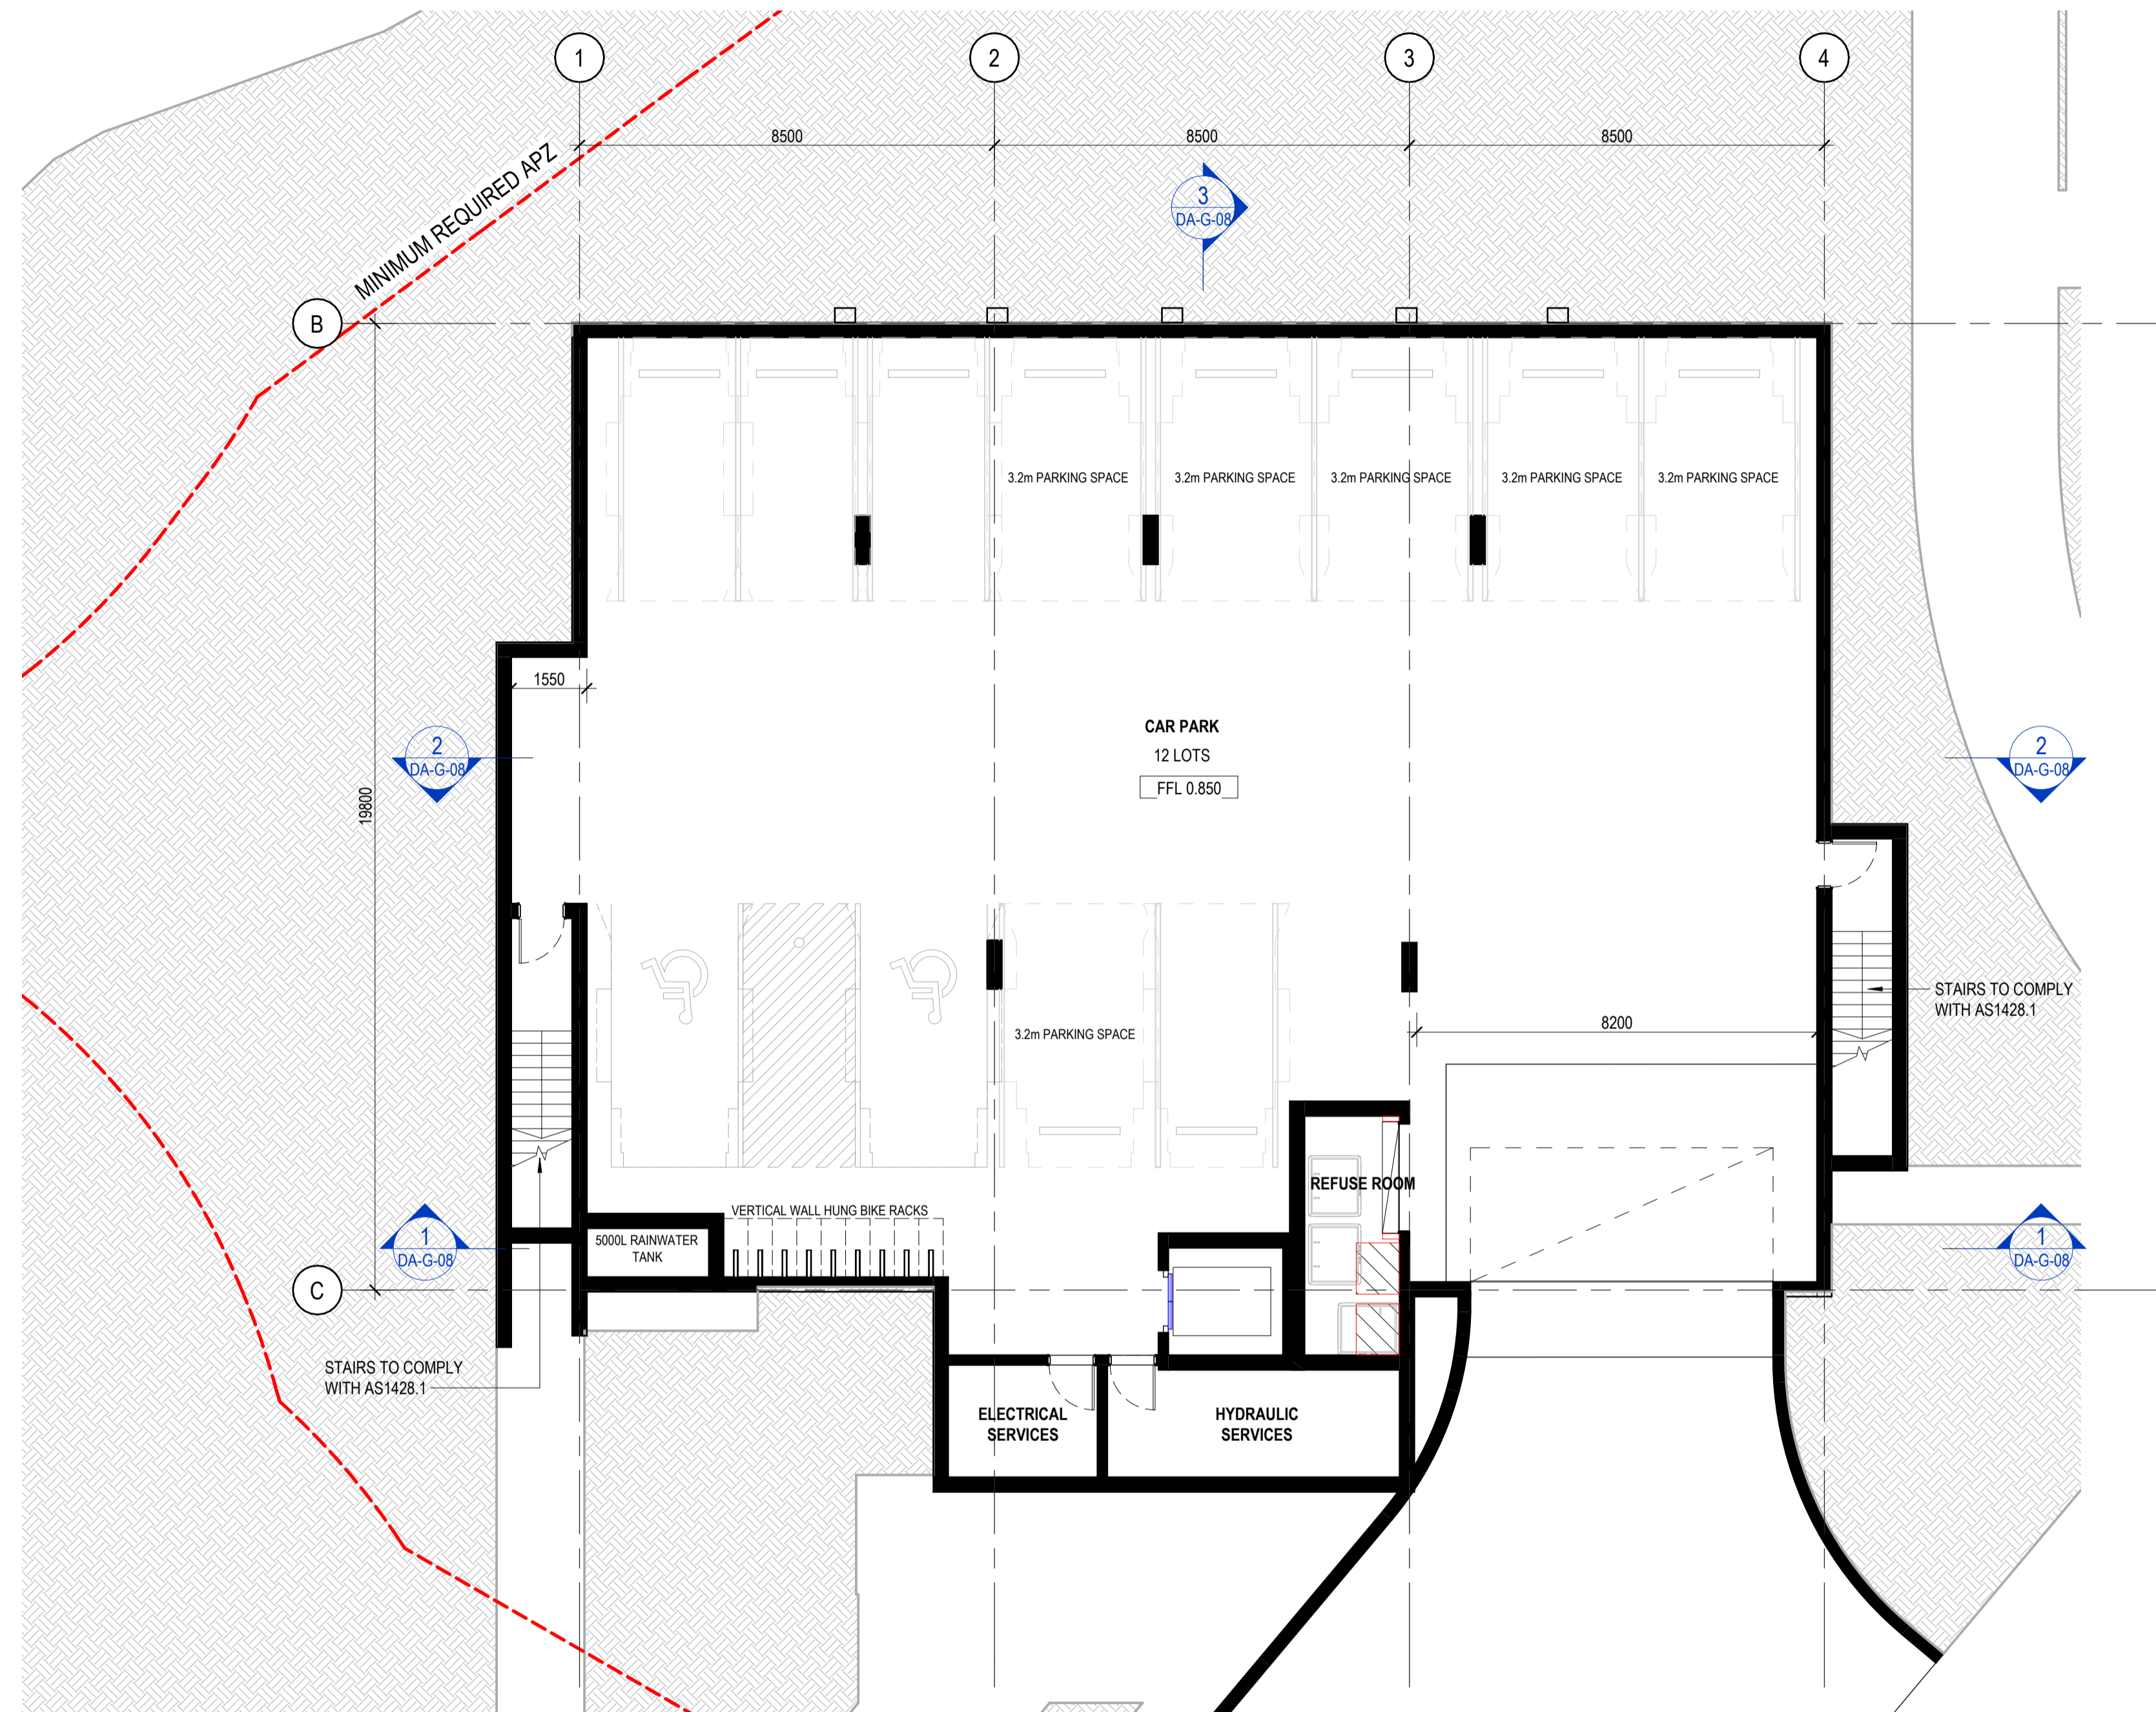 1
2
3
4
8500
8500
8500
MINIMUM REQUIRED APZ
3
DA-G-08
B
3.2m PARKING SPACE
3.2m PARKING SPACE
3.2m PARKING SPACE
3.2m PARKING SPACE
3.2m PARKING SPACE
1550
CAR PARK
12 LOTS
FFL 0.850
2
DA-G-08
2
DA-G-08
19800
STAIRS TO COMPLY
WITH AS1428.1
8200
3.2m PARKING SPACE
REFUSE ROOM
VERTICAL WALL HUNG BIKE RACKS
5000L RAINWATER
TANK
1
DA-G-08
1
DA-G-08
C
STAIRS TO COMPLY
WITH AS1428.1
ELECTRICAL
SERVICES
HYDRAULIC
SERVICES